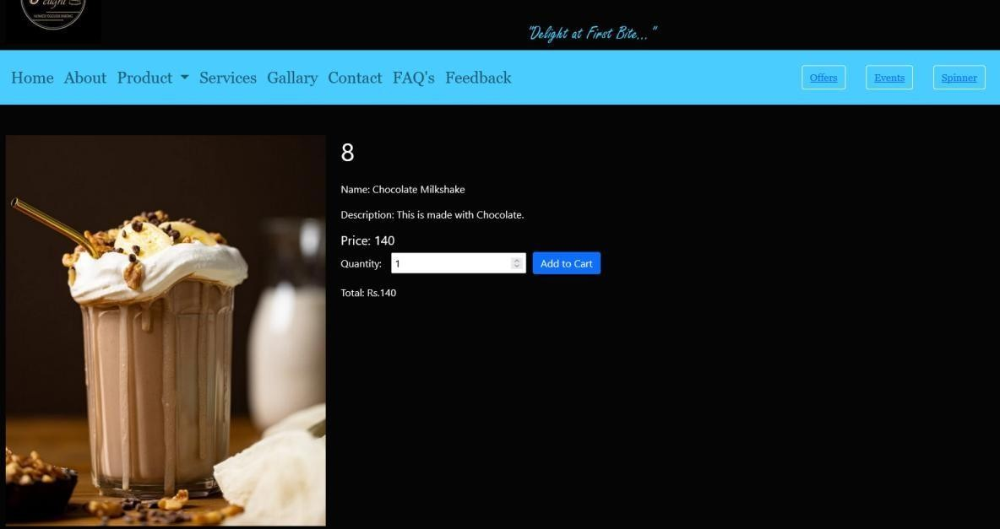 elight
"Delight at First Bite..."
Home About Product Services Gallary Contact FAQ's Feedback Offers Events Spinner
8
Name: Chocolate Milkshake
Description: This is made with Chocolate.
Price: 140
Quantity: 1 Add to Cart
Total: Rs.140